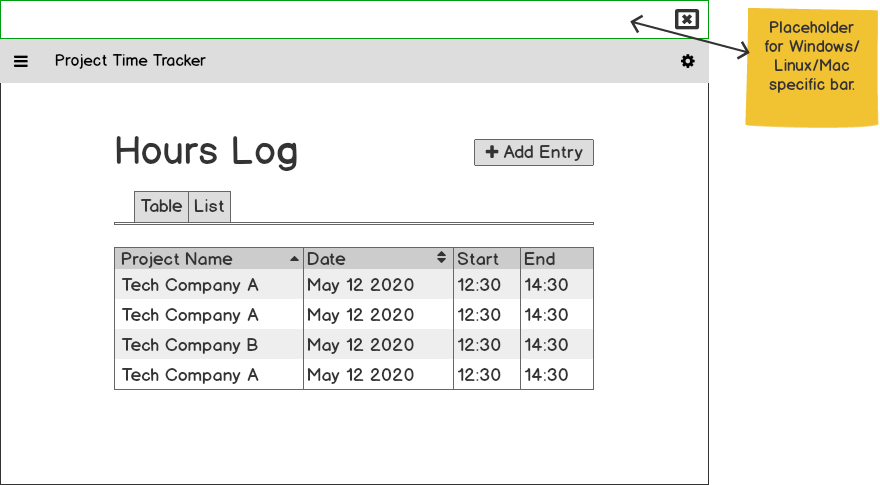 Placeholder
for Windows/
Linux/Mac
specific bar.
Project Time Tracker
Hours Log
Add Entry
Table List
Project Name Date Start End
Tech Company A May 12 2020 12:30 14:30
Tech Company A May 12 2020 12:30 14:30
Tech Company B May 12 2020 12:30 14:30
Tech Company A May 12 2020 12:30 14:30